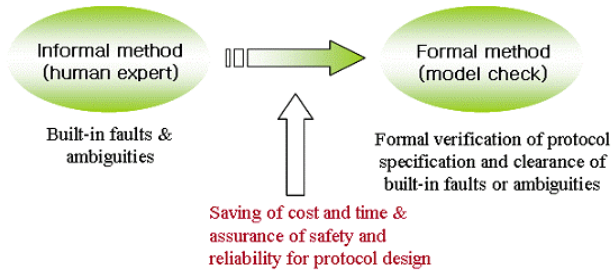 Informal method
(human expert)
Formal method
(model check)
Built-in faults &
ambiguities
Formal verification of protocol
specification and clearance of
built-in faults or ambiguities
Saving of cost and time &
assurance of safety and
reliability for protocol design